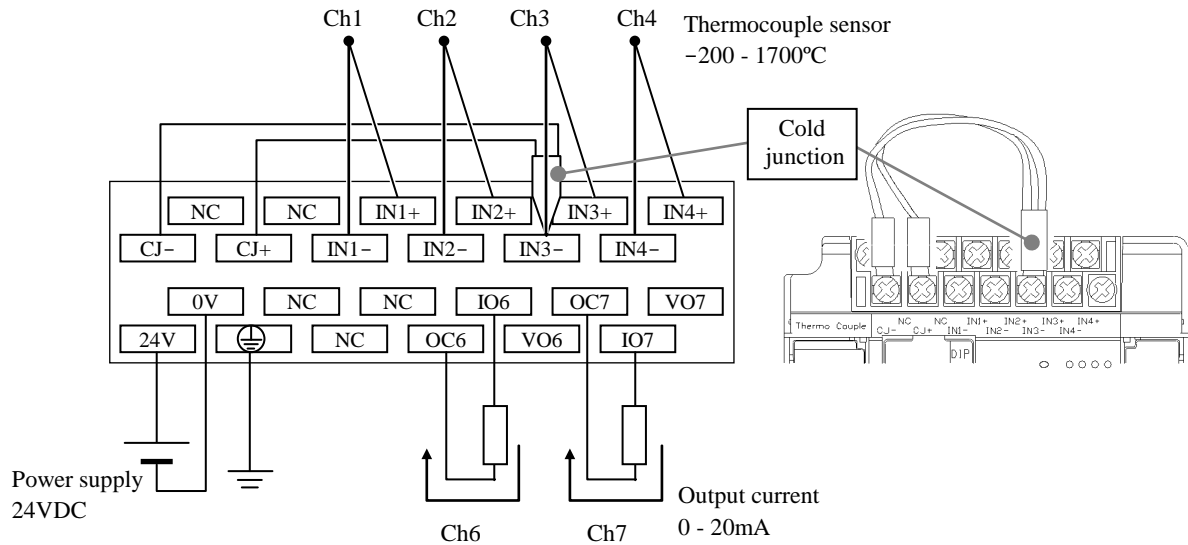 Ch1 Ch2 Ch3 Ch4
Thermocouple sensor
−200 - 1700ºC
Cold
junction
NC NC IN1+ IN2+ IN3+ IN4+
CJ− CJ+ IN1− IN2− IN3− IN4−
0V NC NC IO6 OC7 VO7
24V NC OC6 VO6 IO7
Thermo Couple
NC NC IN1+ IN2+ IN3+ IN4+
CJ- CJ+ IN1- IN2- IN3- IN4-
DIP
Power supply
24VDC
Ch6 Ch7
Output current
0 - 20mA